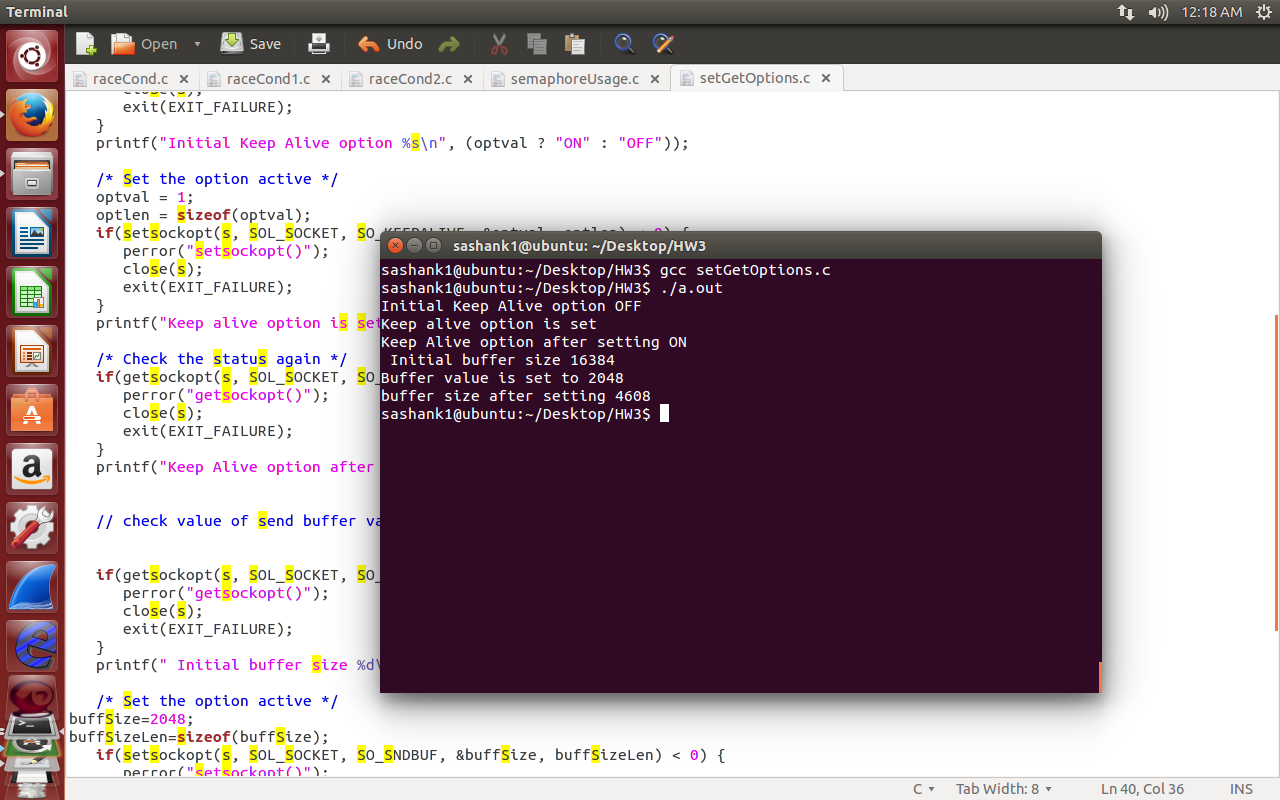 Terminal
12:18 AM
Open
Save
Undo
raceCond.c
raceCond1.c
raceCond2.c
semaphoreUsage.c
setGetOptions.c
close(s);
exit(EXIT_FAILURE);
}
printf("Initial Keep Alive option %s\n", (optval ? "ON" : "OFF"));
/* Set the option active */
optval = 1;
optlen = sizeof(optval);
if(setsockopt(s, SOL_SOCKET, SO_KEEPALIVE, &optval, optlen) < 0) {
perror("setsockopt()");
close(s);
exit(EXIT_FAILURE);
}
printf("Keep alive option is set
/* Check the status again */
if(getsockopt(s, SOL_SOCKET, SO_
perror("getsockopt()");
close(s);
exit(EXIT_FAILURE);
}
printf("Keep Alive option after
// check value of send buffer va
if(getsockopt(s, SOL_SOCKET, SO_
perror("getsockopt()");
close(s);
exit(EXIT_FAILURE);
}
printf(" Initial buffer size %d\
/* Set the option active */
buffSize=2048;
buffSizeLen=sizeof(buffSize);
if(setsockopt(s, SOL_SOCKET, SO_SNDBUF, &buffSize, buffSizeLen) < 0) {
perror("setsockopt()");
sashank1@ubuntu: ~/Desktop/HW3
sashank1@ubuntu:~/Desktop/HW3$ gcc setGetOptions.c
sashank1@ubuntu:~/Desktop/HW3$ ./a.out
Initial Keep Alive option OFF
Keep alive option is set
Keep Alive option after setting ON
Initial buffer size 16384
Buffer value is set to 2048
buffer size after setting 4608
sashank1@ubuntu:~/Desktop/HW3$
C
Tab Width: 8
Ln 40, Col 36
INS